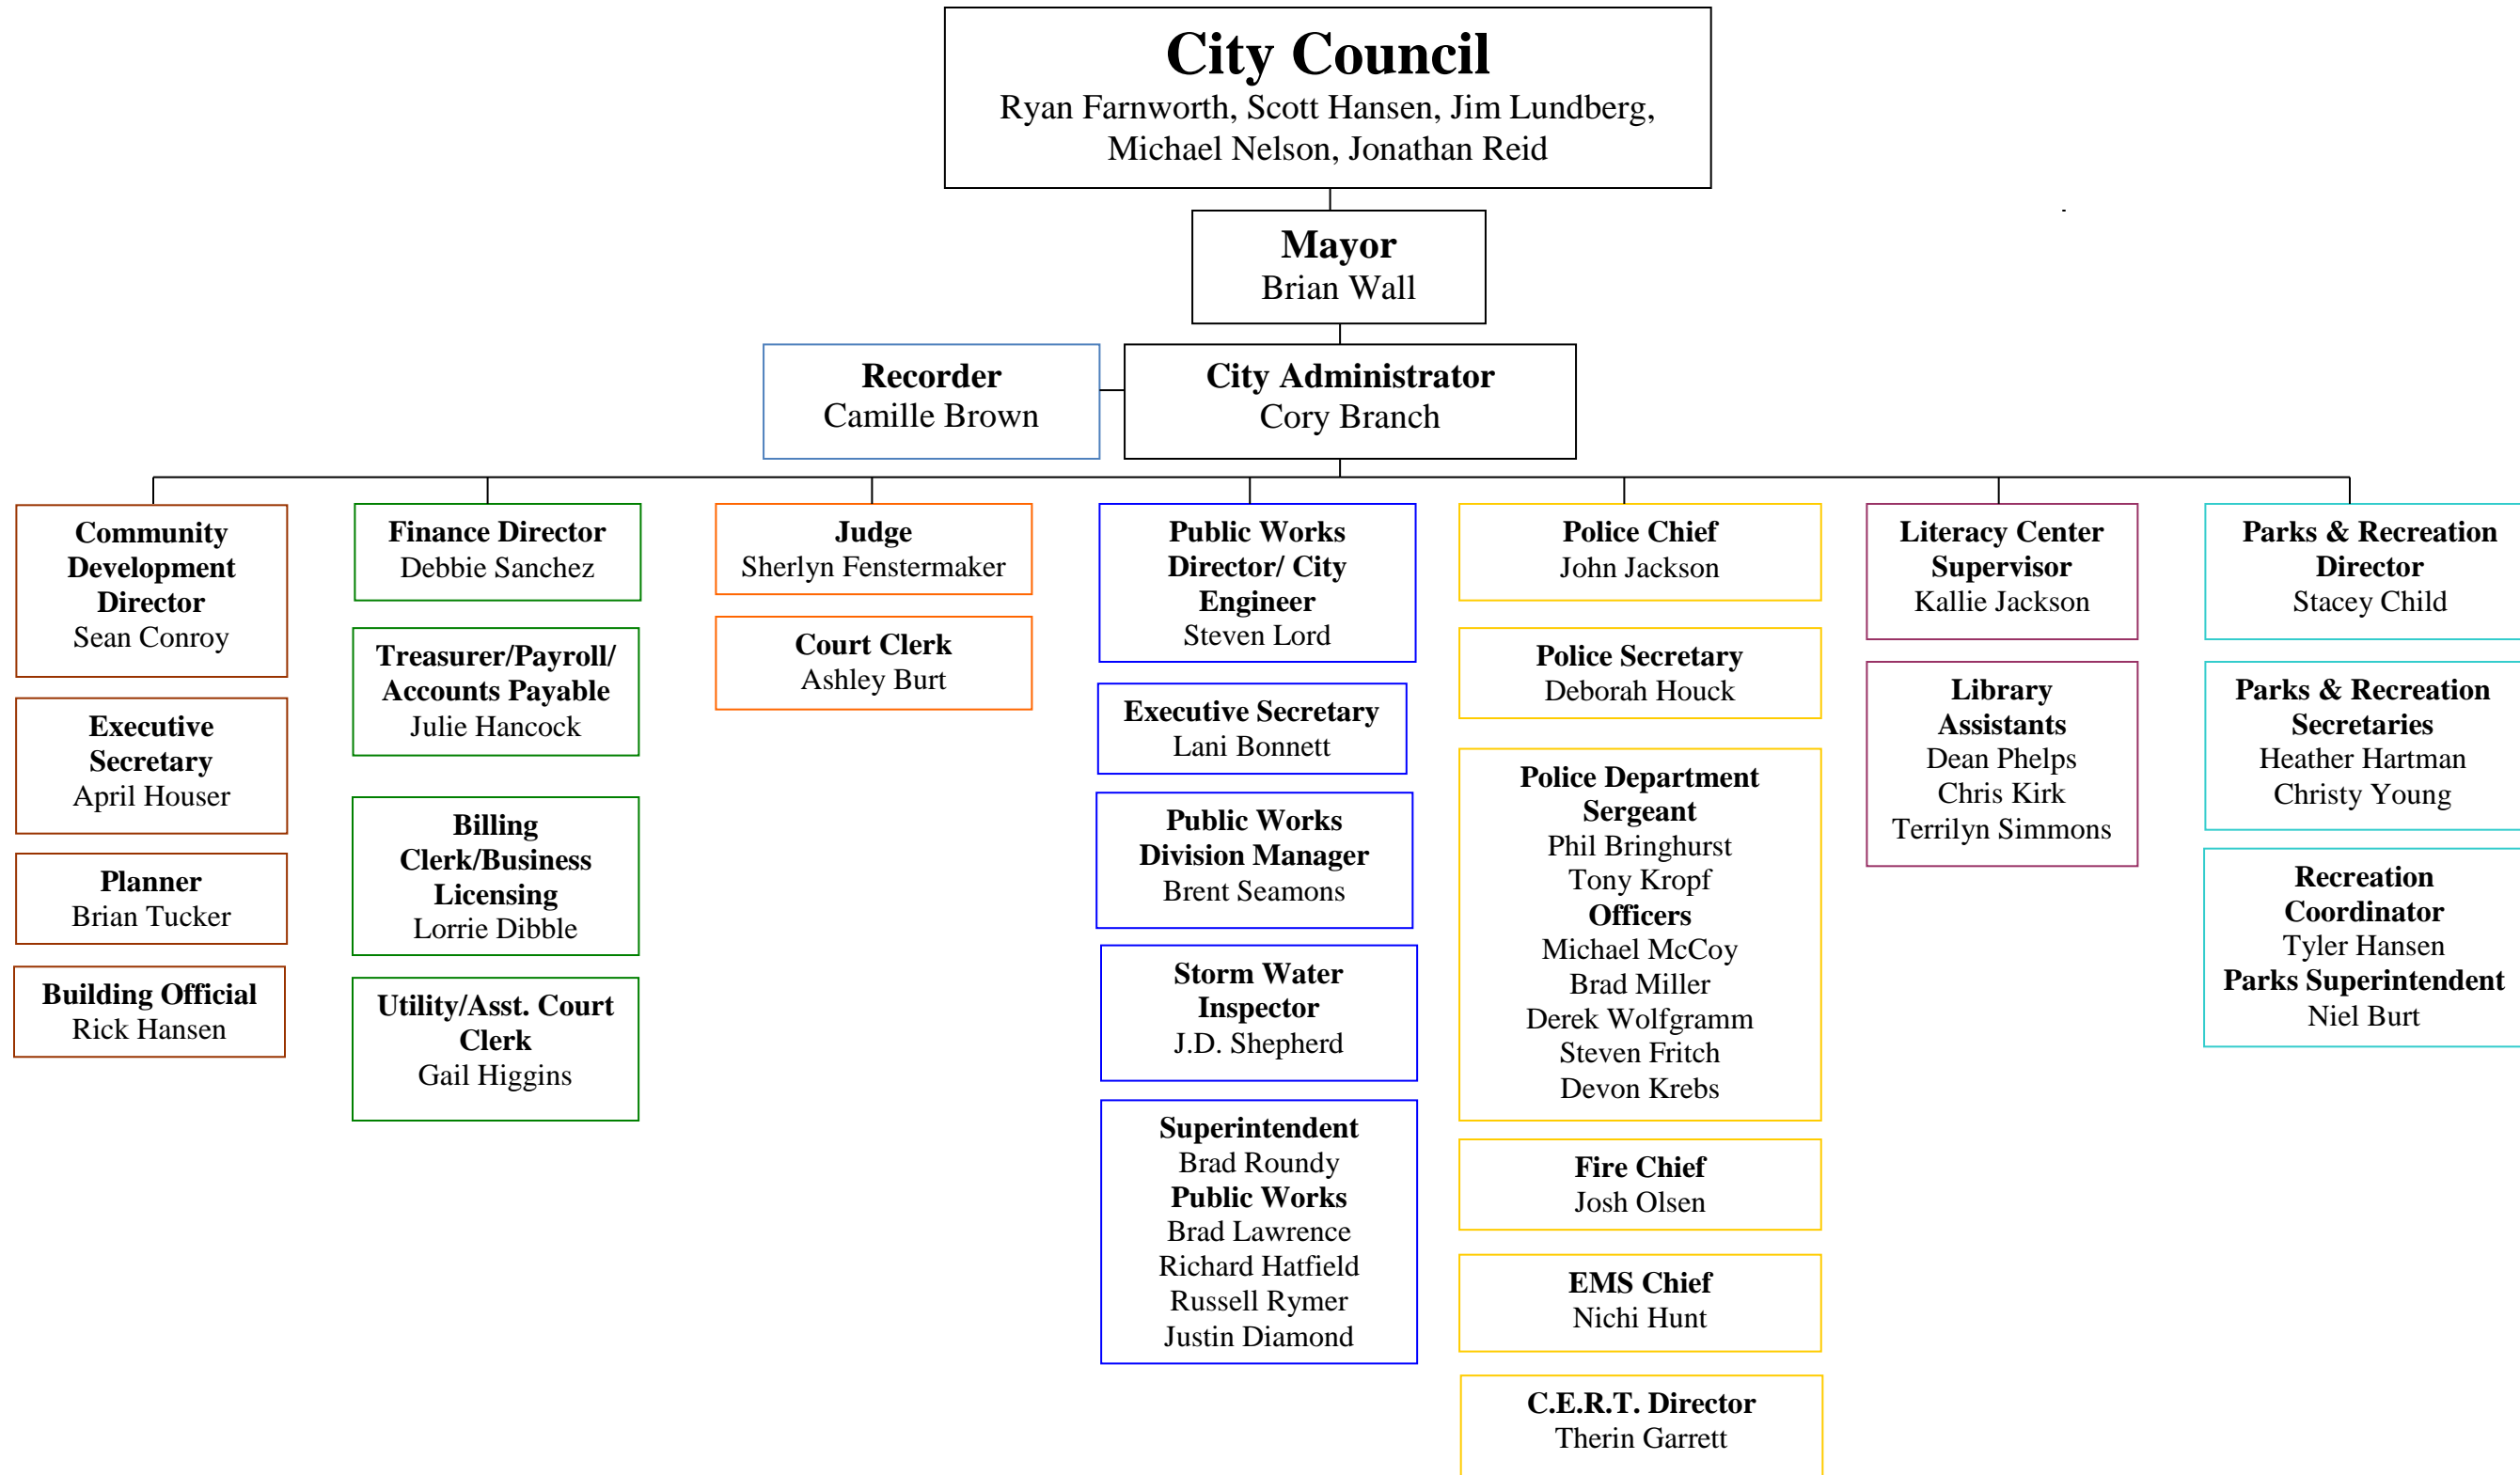 City Council
Ryan Farnworth, Scott Hansen, Jim Lundberg,
Michael Nelson, Jonathan Reid
Mayor
Brian Wall
Recorder
Camille Brown
City Administrator
Cory Branch
Community
Development
Director
Sean Conroy
Executive
Secretary
April Houser
Planner
Brian Tucker
Building Official
Rick Hansen
Finance Director
Debbie Sanchez
Treasurer/Payroll/
Accounts Payable
Julie Hancock
Billing
Clerk/Business
Licensing
Lorrie Dibble
Utility/Asst. Court
Clerk
Gail Higgins
Judge
Sherlyn Fenstermaker
Court Clerk
Ashley Burt
Public Works
Director/ City
Engineer
Steven Lord
Executive Secretary
Lani Bonnett
Public Works
Division Manager
Brent Seamons
Storm Water
Inspector
J.D. Shepherd
Superintendent
Brad Roundy
Public Works
Brad Lawrence
Richard Hatfield
Russell Rymer
Justin Diamond
Police Chief
John Jackson
Police Secretary
Deborah Houck
Police Department
Sergeant
Phil Bringhurst
Tony Kropf
Officers
Michael McCoy
Brad Miller
Derek Wolfgramm
Steven Fritch
Devon Krebs
Fire Chief
Josh Olsen
EMS Chief
Nichi Hunt
C.E.R.T. Director
Therin Garrett
Literacy Center
Supervisor
Kallie Jackson
Library
Assistants
Dean Phelps
Chris Kirk
Terrilyn Simmons
Parks & Recreation
Director
Stacey Child
Parks & Recreation
Secretaries
Heather Hartman
Christy Young
Recreation
Coordinator
Tyler Hansen
Parks Superintendent
Niel Burt